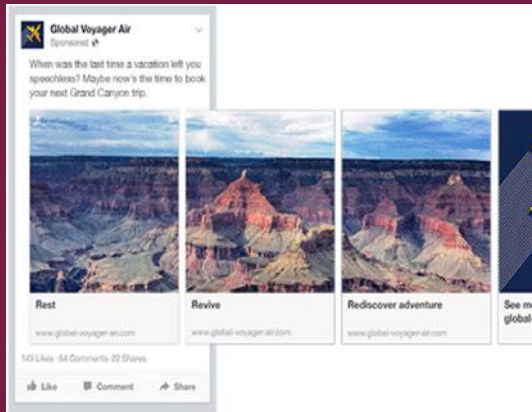 Global Voyager Air
Sponsored
When was the last time a vacation left you
speechless? Maybe now's the time to book
your next Grand Canyon trip.
Rest
www.global-voyager-air.com
Revive
www.global-voyager-air.com
Rediscover adventure
www.global-voyager-air.com
See m
global-
143 Likes · 64 Comments · 22 Shares
Like
Comment
Share